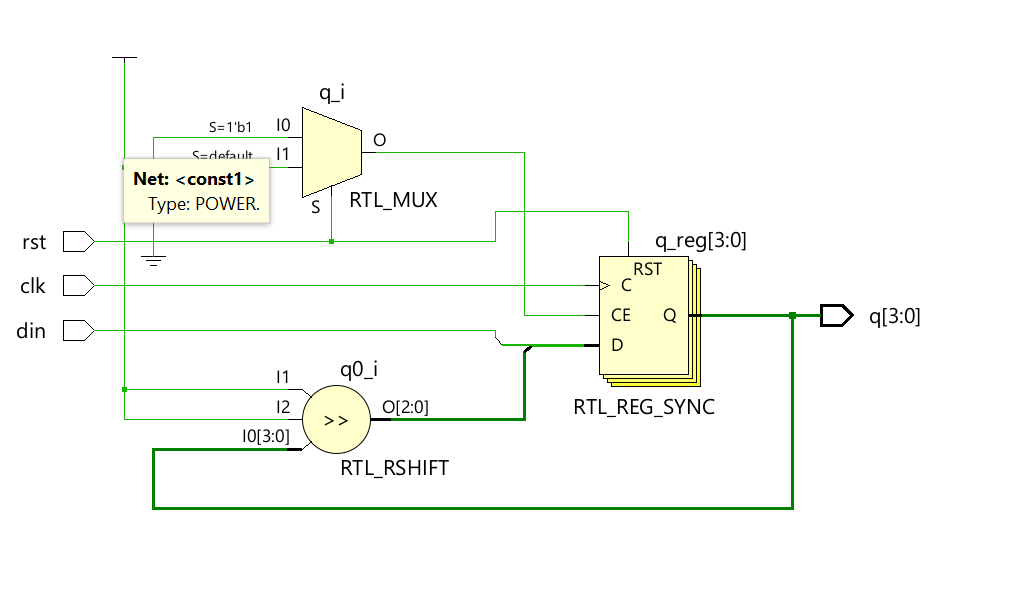 q_i
S=1'b1
I0
O
S=default
I1
Net: <const1>
Type: POWER.
S
RTL_MUX
rst
q_reg[3:0]
RST
clk
C
CE
Q
q[3:0]
din
D
q0_i
I1
I2
O[2:0]
RTL_REG_SYNC
>>
I0[3:0]
RTL_RSHIFT